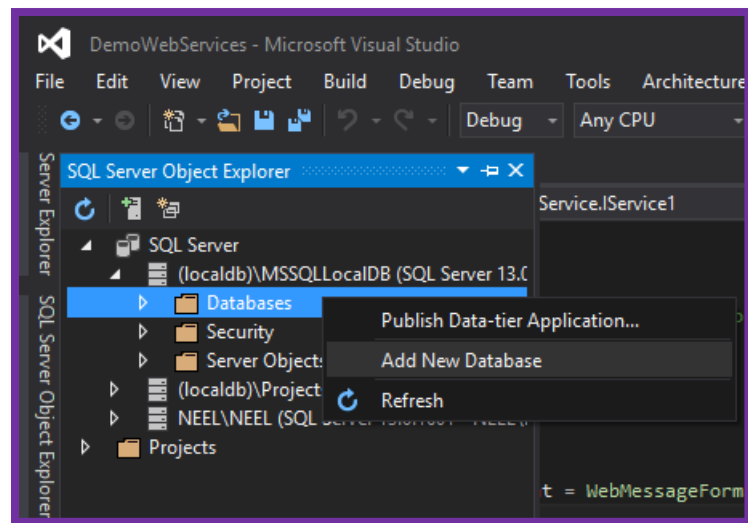 DemoWebServices - Microsoft Visual Studio
File Edit View Project Build Debug Team Tools Architecture
Debug Any CPU
Server Explorer
SQL Server Object Explorer
SQL Server Object Explorer
Service.IService1
SQL Server
(localdb)\MSSQLLocalDB (SQL Server 13.0
Databases
Security
Server Objects
(localdb)\Project
NEEL\NEEL (SQL
Projects
Publish Data-tier Application...
Add New Database
Refresh
t = WebMessageForm